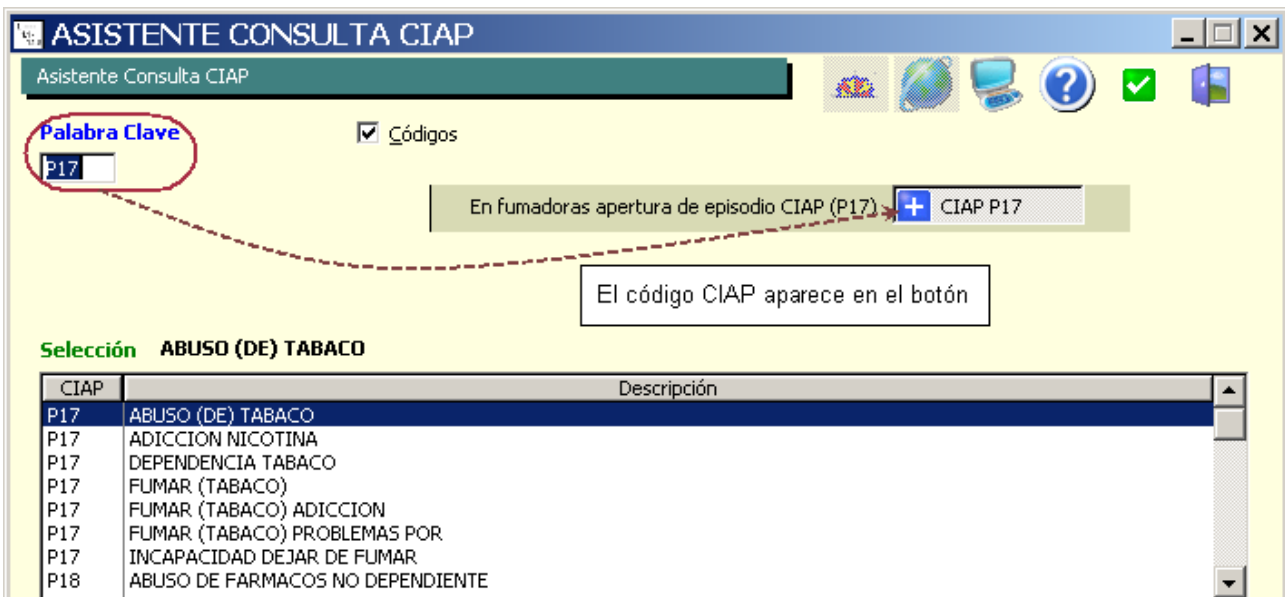 ASISTENTE CONSULTA CIAP
Asistente Consulta CIAP
Palabra Clave
Códigos
P17
En fumadoras apertura de episodio CIAP (P17)
CIAP P17
El código CIAP aparece en el botón
Selección ABUSO (DE) TABACO
CIAP Descripción
P17 ABUSO (DE) TABACO
P17 ADICCION NICOTINA
P17 DEPENDENCIA TABACO
P17 FUMAR (TABACO)
P17 FUMAR (TABACO) ADICCION
P17 FUMAR (TABACO) PROBLEMAS POR
P17 INCAPACIDAD DEJAR DE FUMAR
P18 ABUSO DE FARMACOS NO DEPENDIENTE